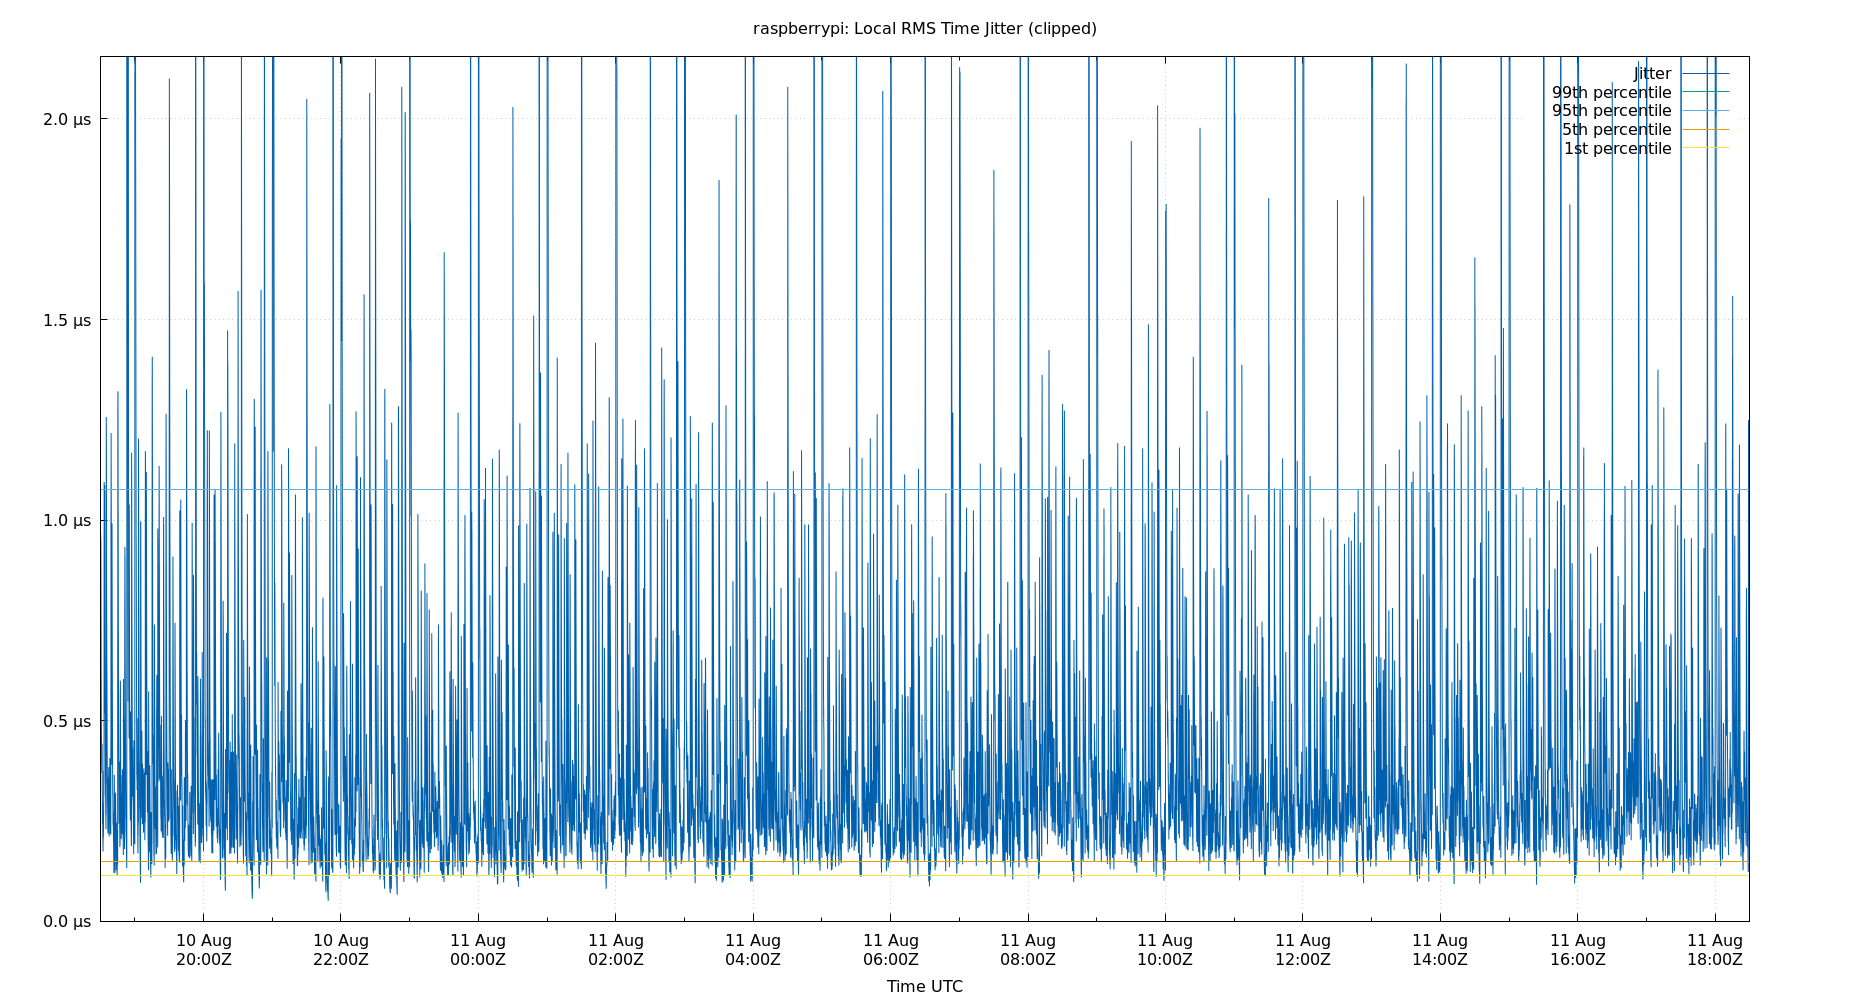 raspberrypi: Local RMS Time Jitter (clipped)
Jitter
99th percentile
95th percentile
5th percentile
1st percentile
2.0 µs
1.5 µs
1.0 µs
0.5 µs
0.0 µs
10 Aug 10 Aug 11 Aug 11 Aug 11 Aug 11 Aug 11 Aug 11 Aug 11 Aug 11 Aug 11 Aug 11 Aug
20:00Z 22:00Z 00:00Z 02:00Z 04:00Z 06:00Z 08:00Z 10:00Z 12:00Z 14:00Z 16:00Z 18:00Z
Time UTC